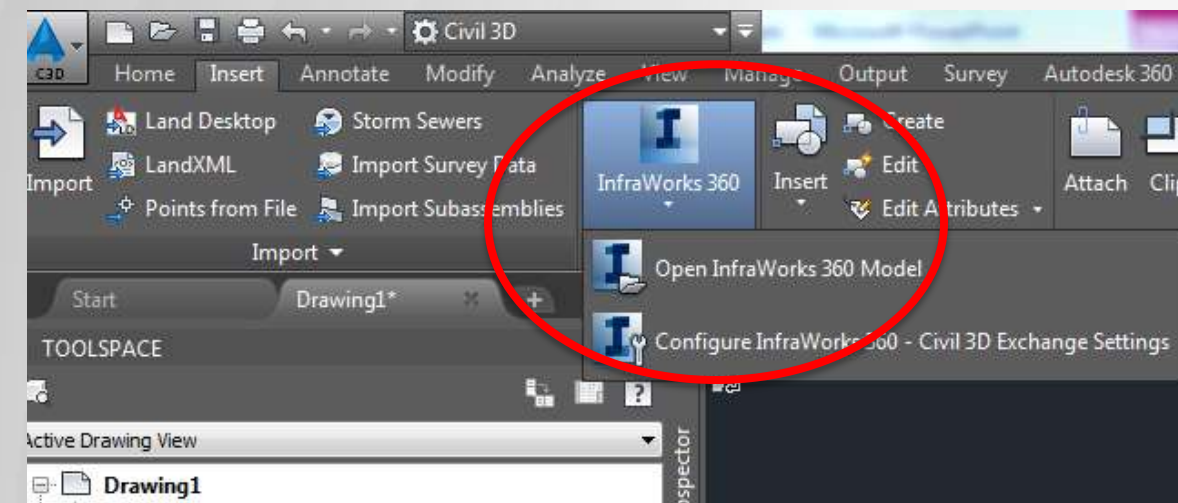 Civil 3D
C3D
Home Insert Annotate Modify Analyze View Manage Output Survey Autodesk 360
Import
Land Desktop
LandXML
Points from File
Storm Sewers
Import Survey Data
Import Subassemblies
Import
InfraWorks 360
Insert
Create
Edit
Edit Attributes
Attach
Open InfraWorks 360 Model
Configure InfraWorks 360 - Civil 3D Exchange Settings
Start
Drawing1*
TOOLSPACE
?
Active Drawing View
Drawing1